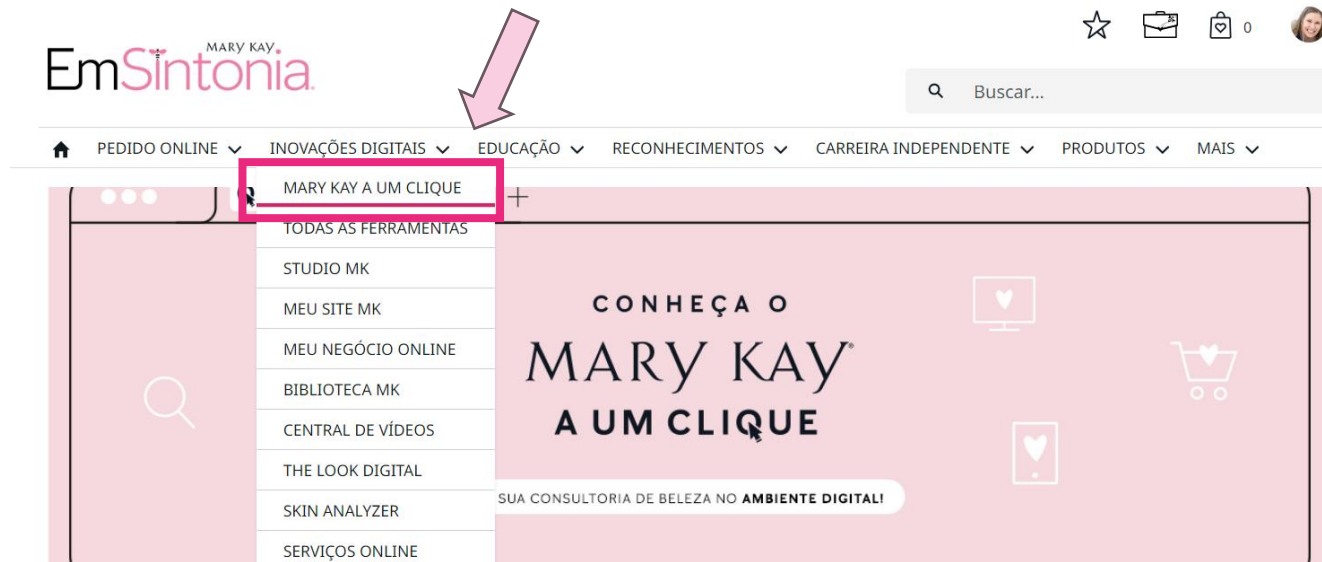 MARY KAY
EmSintonia.
0
Buscar...
PEDIDO ONLINE INOVAÇÕES DIGITAIS EDUCAÇÃO RECONHECIMENTOS CARREIRA INDEPENDENTE PRODUTOS MAIS
MARY KAY A UM CLIQUE
TODAS AS FERRAMENTAS
STUDIO MK
MEU SITE MK
MEU NEGÓCIO ONLINE
BIBLIOTECA MK
CENTRAL DE VÍDEOS
THE LOOK DIGITAL
SKIN ANALYZER
SERVIÇOS ONLINE
CONHEÇA O
MARY KAY®
A UM CLIQUE
SUA CONSULTORIA DE BELEZA NO AMBIENTE DIGITAL!